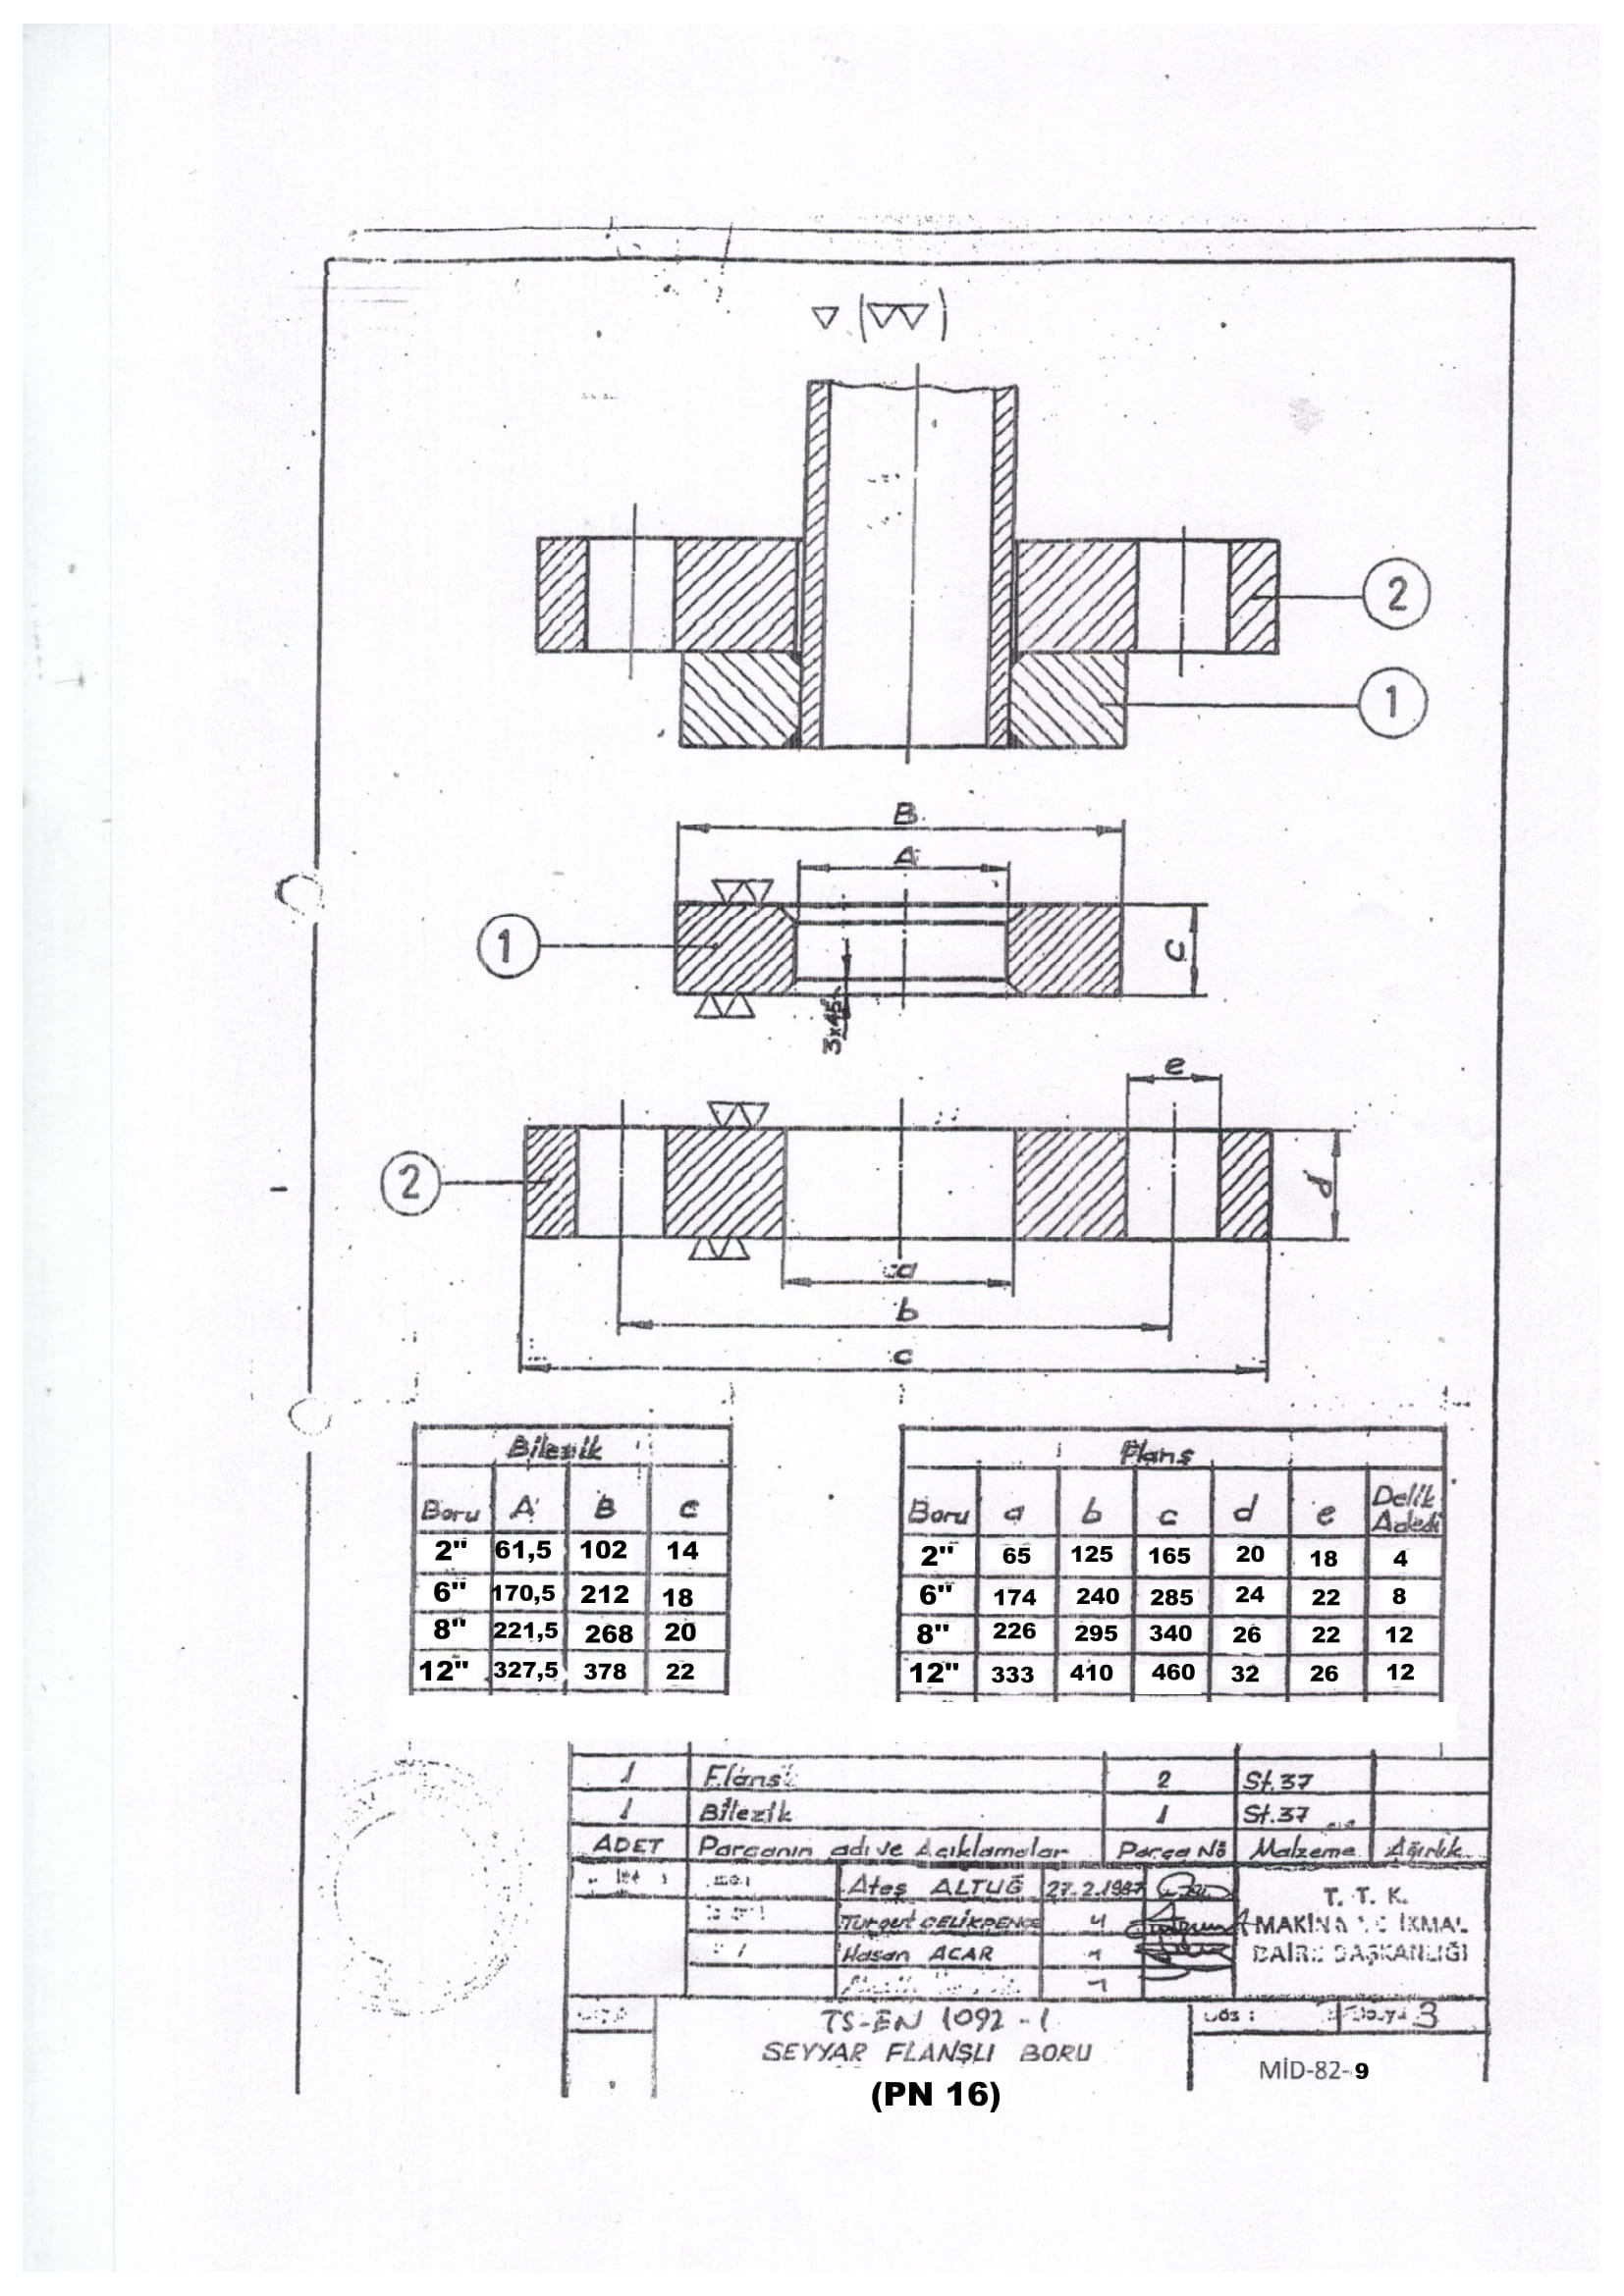 2
1
B
A
1
C
3x45°
e
2
d
a
b
c
Bilezik
Boru A B C
2" 61,5 102 14
6" 170,5 212 18
8" 221,5 268 20
12" 327,5 378 22
Flanş
Boru a b c d e Delik Adedi
2" 65 125 165 20 18 4
6" 174 240 285 24 22 8
8" 226 295 340 26 22 12
12" 333 410 460 32 26 12
1 Flanş 2 St.37
1 Bilezik 1 St.37
ADET Parçanın adı ve Açıklamalar Parça No Malzeme Ağırlık
Ateş ALTUĞ 27.2.1987
Turgut
Hasan ACAR
T. T. K.
MAKİNA VE İKMAL
DAİRE BAŞKANLIĞI
TS-EN 1092-1
SEYYAR FLANŞLI BORU
(PN 16)
3
MİD-82-9